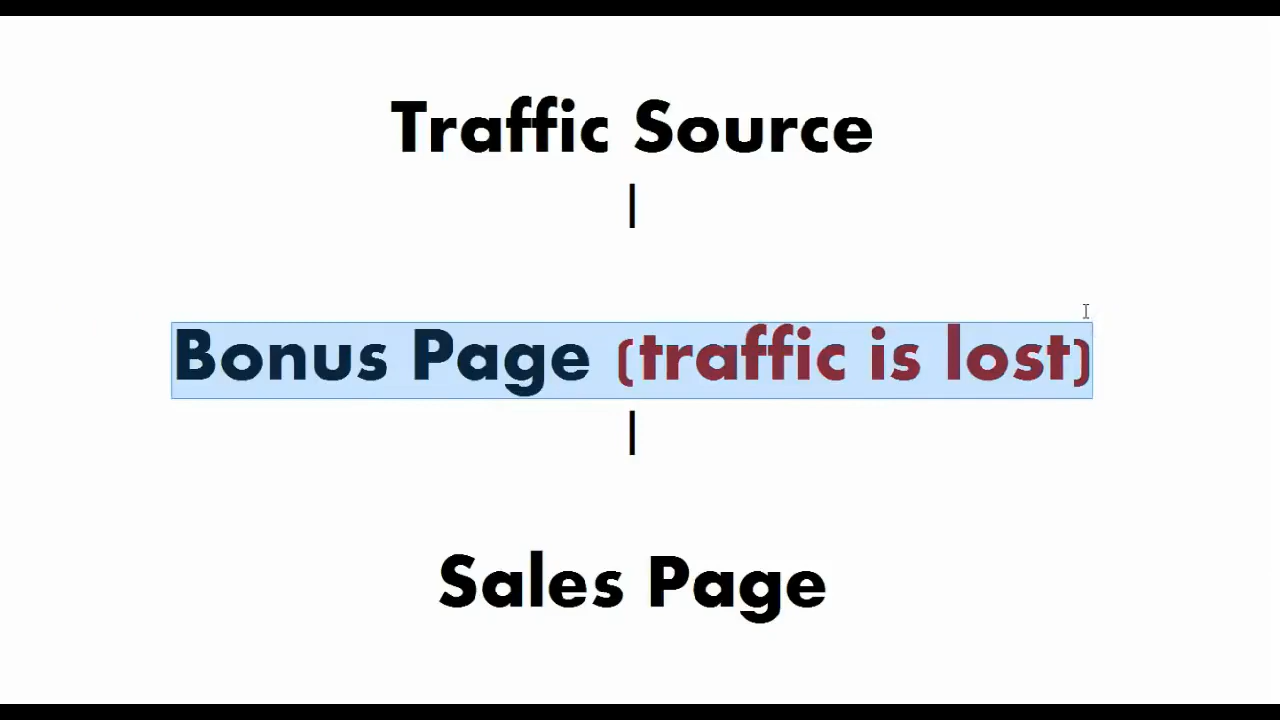 Traffic Source
|
Bonus Page (traffic is lost)
|
Sales Page